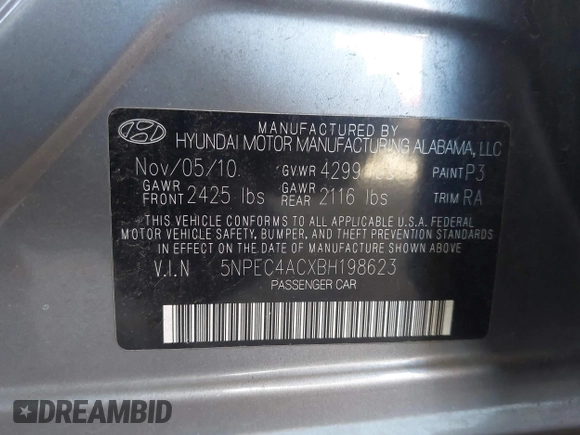 MANUFACTURED BY
HYUNDAI MOTOR MANUFACTURING ALABAMA, LLC
Nov/05/10. GVWR 4299 PAINT P3
GAWR FRONT 2425 lbs GAWR REAR 2116 lbs TRIM RA
THIS VEHICLE CONFORMS TO ALL APPLICABLE U.S.A. FEDERAL
MOTOR VEHICLE SAFETY, BUMPER, AND THEFT PREVENTION STANDARDS
IN EFFECT ON THE DATE OF MANUFACTURE SHOWN ABOVE.
V.I.N 5NPEC4ACXBH198623
PASSENGER CAR
DREAMBID